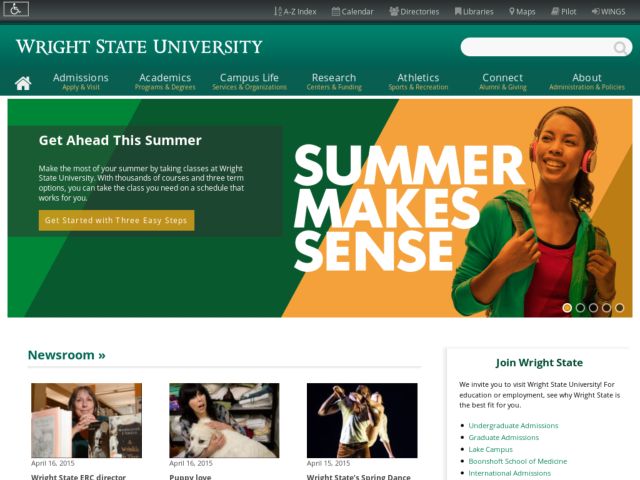 A-Z Index Calendar Directories Libraries Maps Pilot WINGS
WRIGHT STATE UNIVERSITY
Admissions Academics Campus Life Research Athletics Connect About
Apply & Visit Programs & Degrees Services & Organizations Centers & Funding Sports & Recreation Alumni & Giving Administration & Policies
Get Ahead This Summer
Make the most of your summer by taking classes at Wright
State University. With thousands of courses and three term
options, you can take the class you need on a schedule that
works for you.
Get Started with Three Easy Steps
SUMMER
MAKES
SENSE
Newsroom »
April 16, 2015
Wright State ERC director
April 16, 2015
Puppy love
April 15, 2015
Wright State's Spring Dance
Join Wright State
We invite you to visit Wright State University! For
education or employment, see why Wright State is
the best fit for you.
Undergraduate Admissions
Graduate Admissions
Lake Campus
Boonshoft School of Medicine
International Admissions